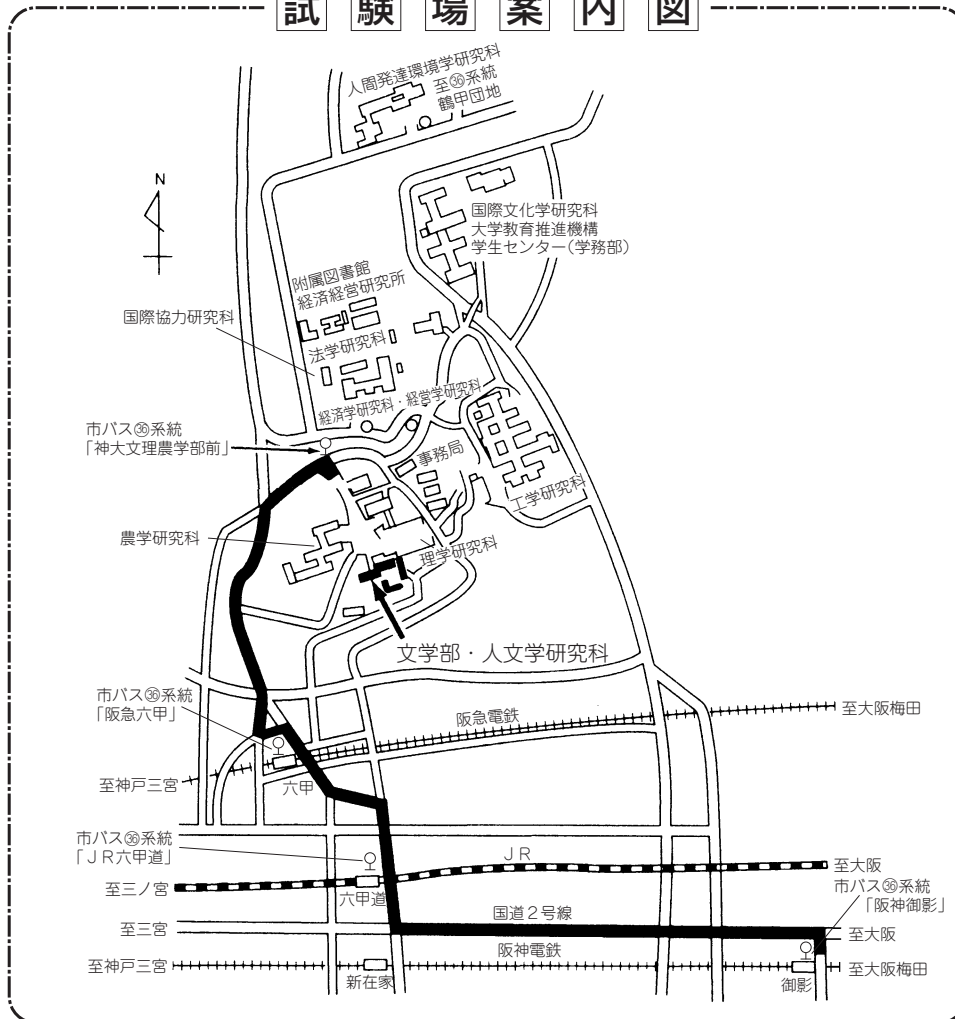 試験場案内図
人間発達環境学研究科
至㊱系統
鶴甲団地
N
国際文化学研究科
大学教育推進機構
学生センター(学務部)
附属図書館
経済経営研究所
国際協力研究科
法学研究科
経済学研究科・経営学研究科
市バス㊱系統
「神大文理農学部前」
事務局
工学研究科
農学研究科
理学研究科
文学部・人文学研究科
市バス㊱系統
「阪急六甲」
阪急電鉄
至大阪梅田
至神戸三宮
六甲
市バス㊱系統
「JR六甲道」
JR
至大阪
至三ノ宮
六甲道
市バス㊱系統
「阪神御影」
国道2号線
至三宮
至大阪
阪神電鉄
至神戸三宮
新在家
御影
至大阪梅田